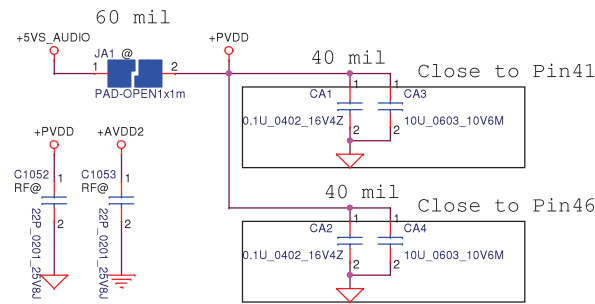 60 mil
+5VS_AUDIO
+PVDD
JA1 @
1 2
PAD-OPEN1x1m
40 mil
Close to Pin41
CA1
1
CA3
1
0.1U_0402_16V4Z
2
10U_0603_10V6M
2
+PVDD
+AVDD2
C1052
RF@
1
2
22P_0201_25V8J
C1053
RF@
1
2
22P_0201_25V8J
40 mil
Close to Pin46
CA2
1
CA4
1
0.1U_0402_16V4Z
2
10U_0603_10V6M
2